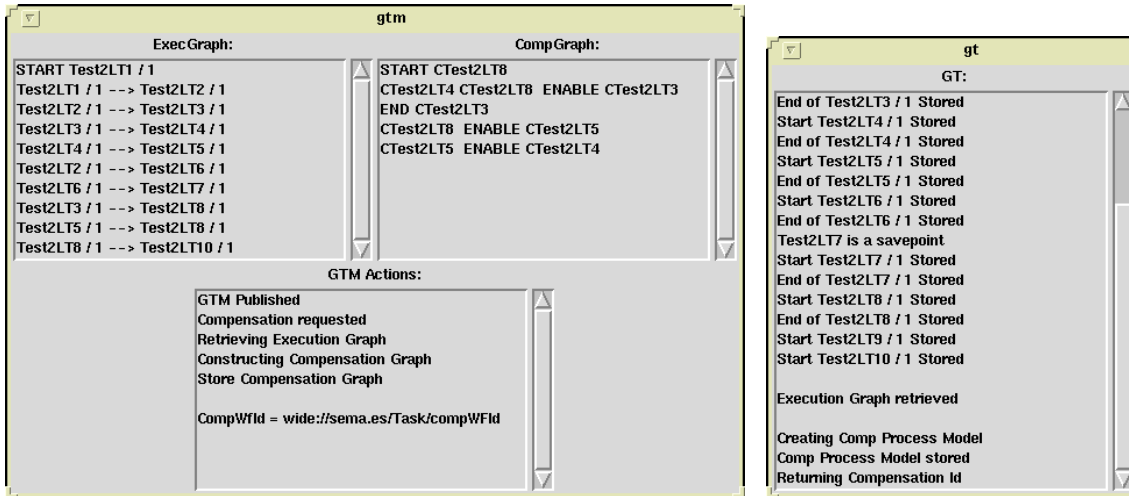 gtm
ExecGraph:
START Test2LT1 / 1
Test2LT1 / 1 --> Test2LT2 / 1
Test2LT2 / 1 --> Test2LT3 / 1
Test2LT3 / 1 --> Test2LT4 / 1
Test2LT4 / 1 --> Test2LT5 / 1
Test2LT2 / 1 --> Test2LT6 / 1
Test2LT6 / 1 --> Test2LT7 / 1
Test2LT3 / 1 --> Test2LT8 / 1
Test2LT5 / 1 --> Test2LT8 / 1
Test2LT8 / 1 --> Test2LT10 / 1
CompGraph:
START CTest2LT8
CTest2LT4 CTest2LT8 ENABLE CTest2LT3
END CTest2LT3
CTest2LT8 ENABLE CTest2LT5
CTest2LT5 ENABLE CTest2LT4
GTM Actions:
GTM Published
Compensation requested
Retrieving Execution Graph
Constructing Compensation Graph
Store Compensation Graph
CompWfId = wide://sema.es/Task/compWFId
gt
GT:
End of Test2LT3 / 1 Stored
Start Test2LT4 / 1 Stored
End of Test2LT4 / 1 Stored
Start Test2LT5 / 1 Stored
End of Test2LT5 / 1 Stored
Start Test2LT6 / 1 Stored
End of Test2LT6 / 1 Stored
Test2LT7 is a savepoint
Start Test2LT7 / 1 Stored
End of Test2LT7 / 1 Stored
Start Test2LT8 / 1 Stored
End of Test2LT8 / 1 Stored
Start Test2LT9 / 1 Stored
Start Test2LT10 / 1 Stored
Execution Graph retrieved
Creating Comp Process Model
Comp Process Model stored
Returning Compensation Id